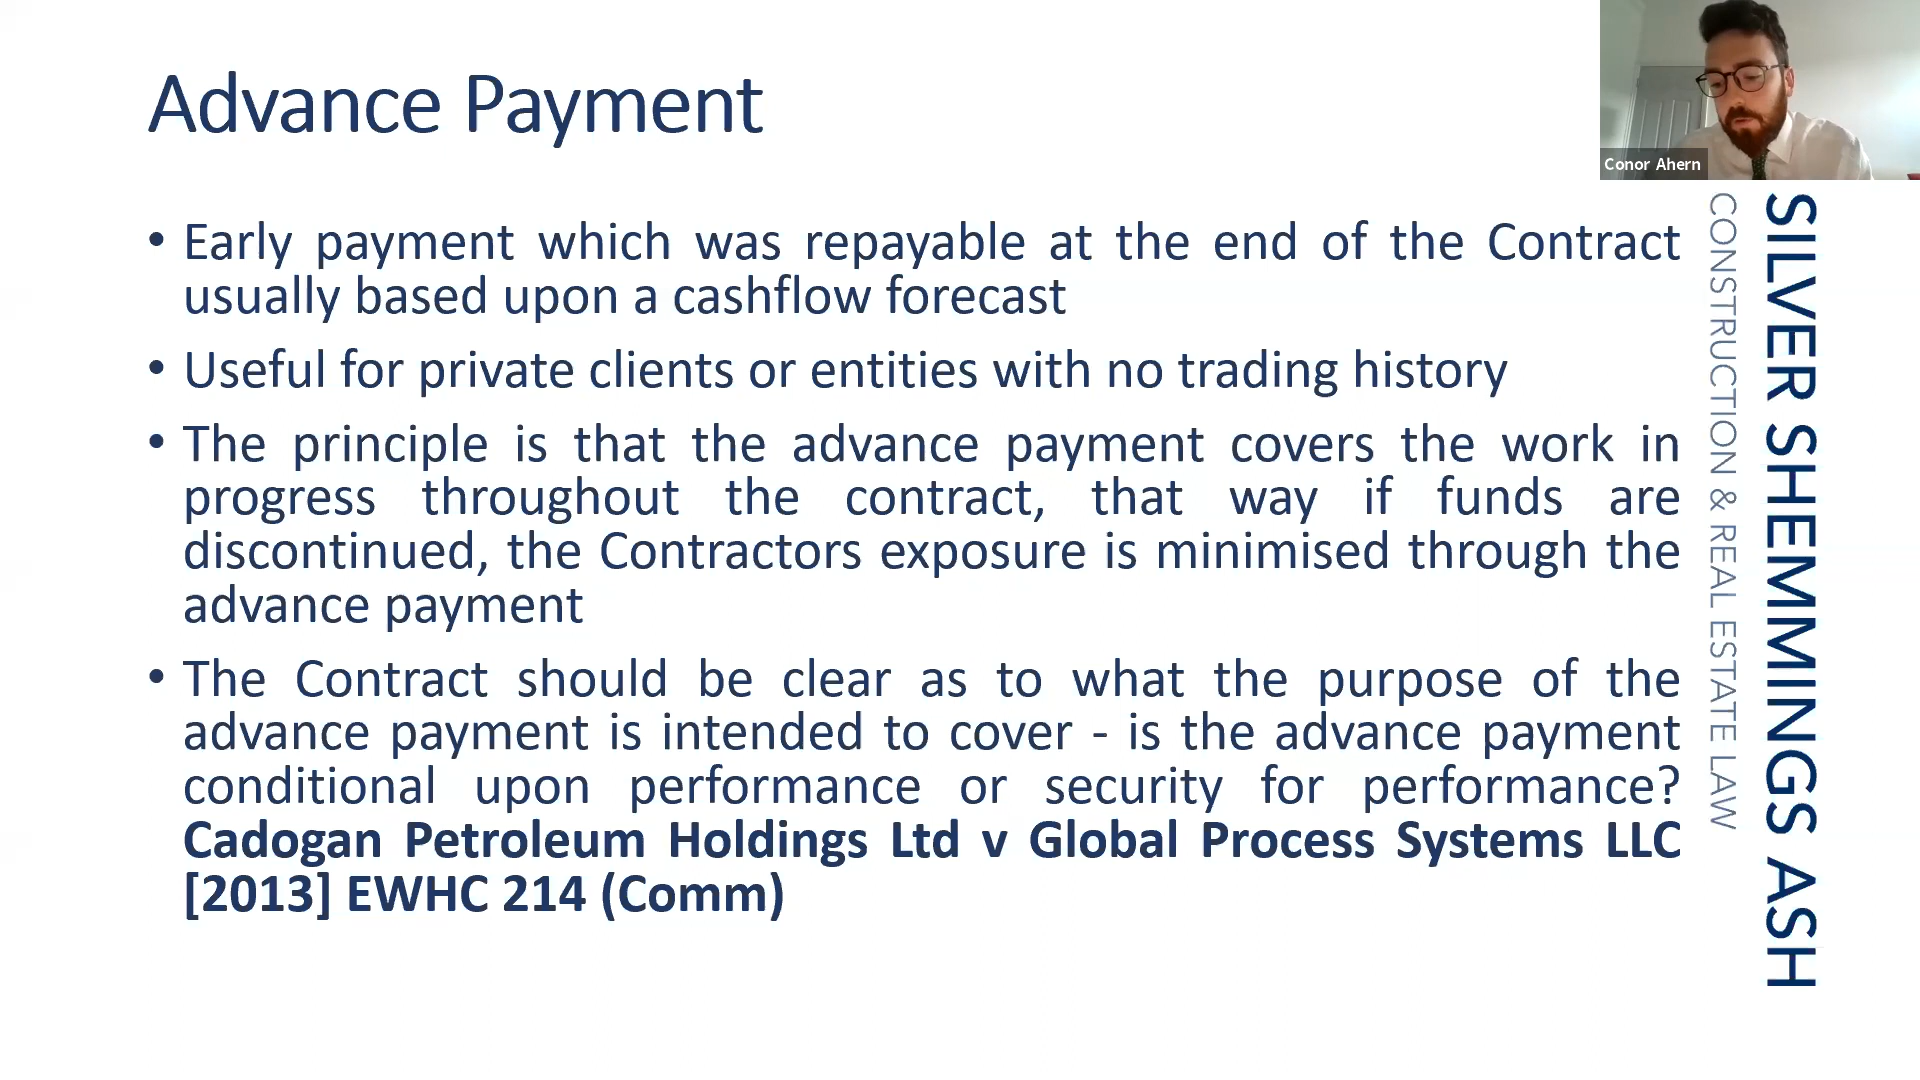 Advance Payment
Conor Ahern
• Early payment which was repayable at the end of the Contract
usually based upon a cashflow forecast
• Useful for private clients or entities with no trading history
• The principle is that the advance payment covers the work in
progress throughout the contract, that way if funds are
discontinued, the Contractors exposure is minimised through the
advance payment
• The Contract should be clear as to what the purpose of the
advance payment is intended to cover - is the advance payment
conditional upon performance or security for performance?
Cadogan Petroleum Holdings Ltd v Global Process Systems LLC
[2013] EWHC 214 (Comm)
SILVER SHEMMINGS ASH
CONSTRUCTION & REAL ESTATE LAW